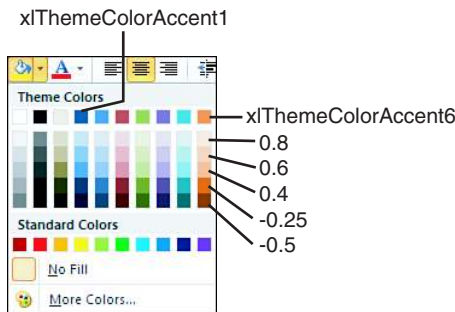 xlThemeColorAccent1
A
Theme Colors
xlThemeColorAccent6
0.8
0.6
0.4
-0.25
-0.5
Standard Colors
No Fill
More Colors...